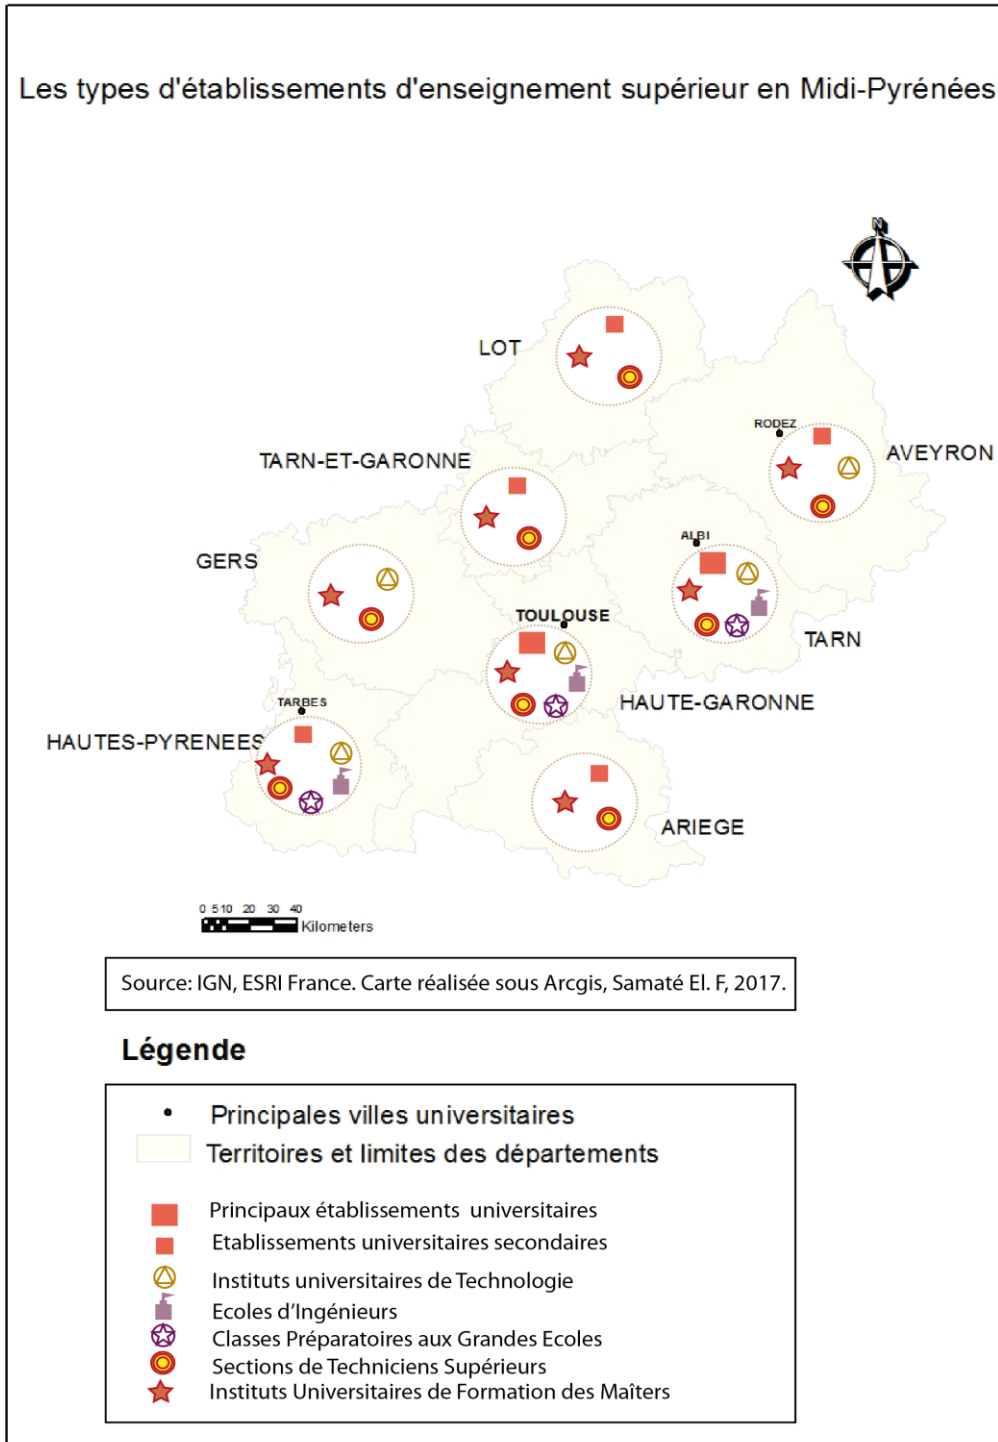 Les types d'établissements d'enseignement supérieur en Midi-Pyrénées
N
LOT
RODEZ
AVEYRON
TARN-ET-GARONNE
ALBI
GERS
TOULOUSE
TARN
TARBES
HAUTE-GARONNE
HAUTES-PYRENEES
ARIEGE
0 5 10 20 30 40
Kilometers
Source: IGN, ESRI France. Carte réalisée sous Arcgis, Samaté El. F, 2017.
Légende
Principales villes universitaires
Territoires et limites des départements
Principaux établissements universitaires
Etablissements universitaires secondaires
Instituts universitaires de Technologie
Ecoles d'Ingénieurs
Classes Préparatoires aux Grandes Ecoles
Sections de Techniciens Supérieurs
Instituts Universitaires de Formation des Maîters